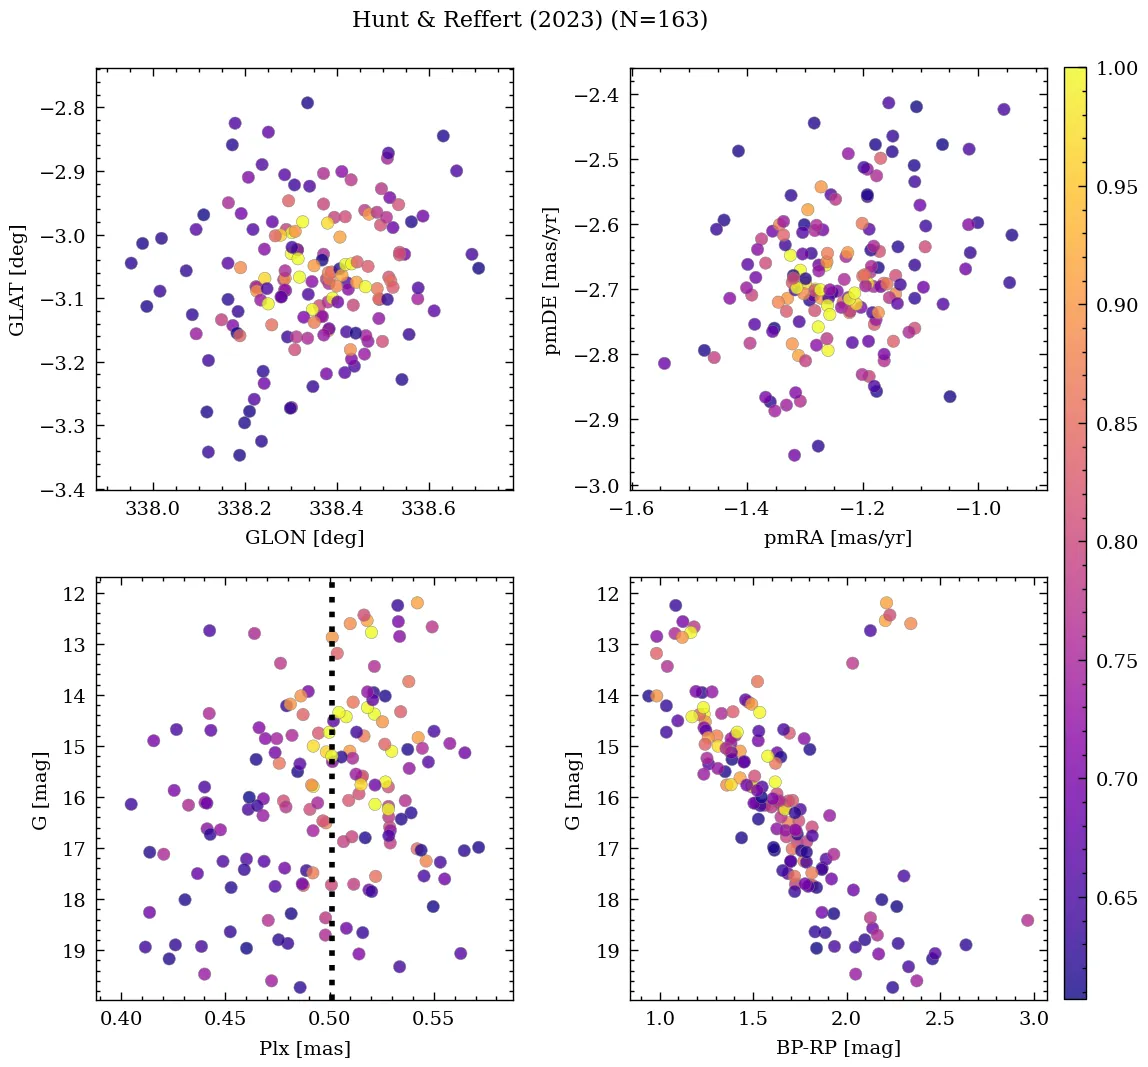 Hunt & Reffert (2023) (N=163)
−2.8
−2.9
−3.0
−3.1
−3.2
−3.3
−3.4
GLAT [deg]
338.0 338.2 338.4 338.6
GLON [deg]
−2.4
−2.5
−2.6
−2.7
−2.8
−2.9
−3.0
pmDE [mas/yr]
−1.6 −1.4 −1.2 −1.0
pmRA [mas/yr]
12
13
14
15
16
17
18
19
G [mag]
0.40 0.45 0.50 0.55
Plx [mas]
12
13
14
15
16
17
18
19
G [mag]
1.0 1.5 2.0 2.5 3.0
BP-RP [mag]
1.00
0.95
0.90
0.85
0.80
0.75
0.70
0.65